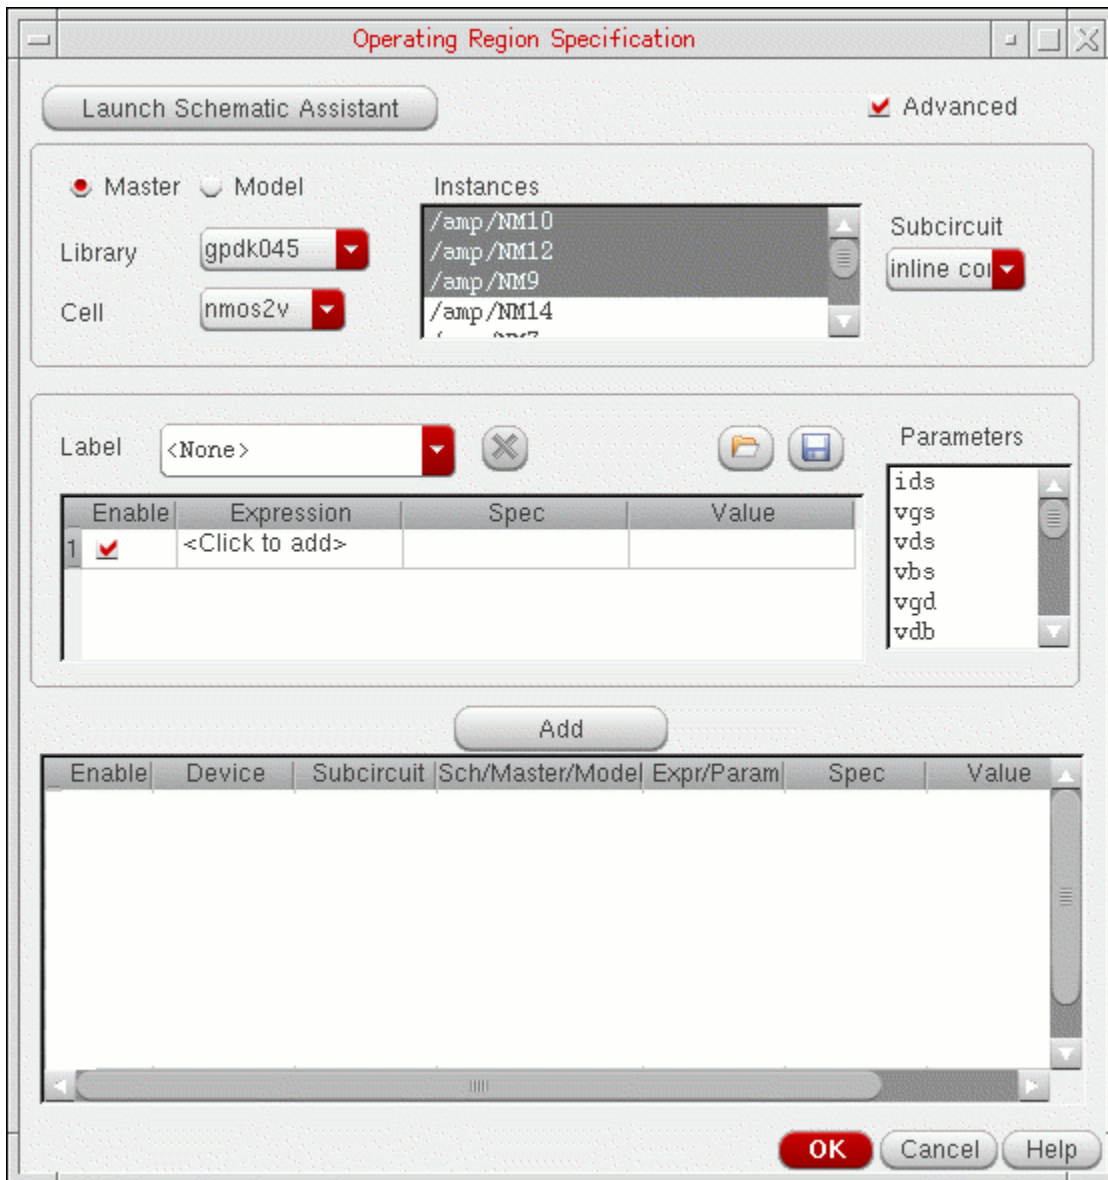 Operating Region Specification
Launch Schematic Assistant
Advanced
Master Model
Instances
/amp/NM10
/amp/NM12
/amp/NM9
/amp/NM14
Subcircuit
inline co
Library gpdk045
Cell nmos2v
Label <None>
Parameters
ids
vgs
vds
vbs
vgd
vdb
Enable Expression Spec Value
1 <Click to add>
Add
Enable Device Subcircuit Sch/Master/Model Expr/Param Spec Value
OK Cancel Help